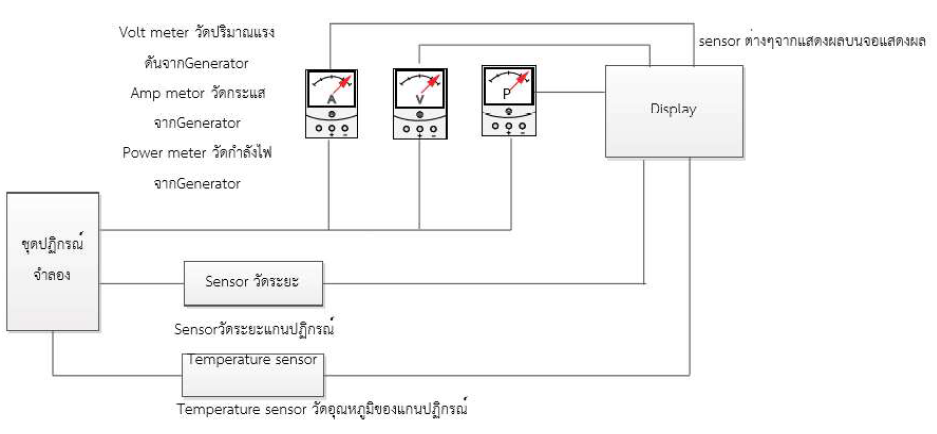 Volt meter วัดปริมาณแรง
ดันจากGenerator
Amp metor วัดกระแส
จากGenerator
Power meter วัดกำลังไฟ
จากGenerator
sensor ต่างๆจากแสดงผลบนจอแสดงผล
A
V
P
Display
ชุดปฏิกรณ์
จำลอง
Sensor วัดระยะ
Sensorวัดระยะแกนปฏิกรณ์
Temperature sensor
Temperature sensor วัดอุณหภูมิของแกนปฏิกรณ์